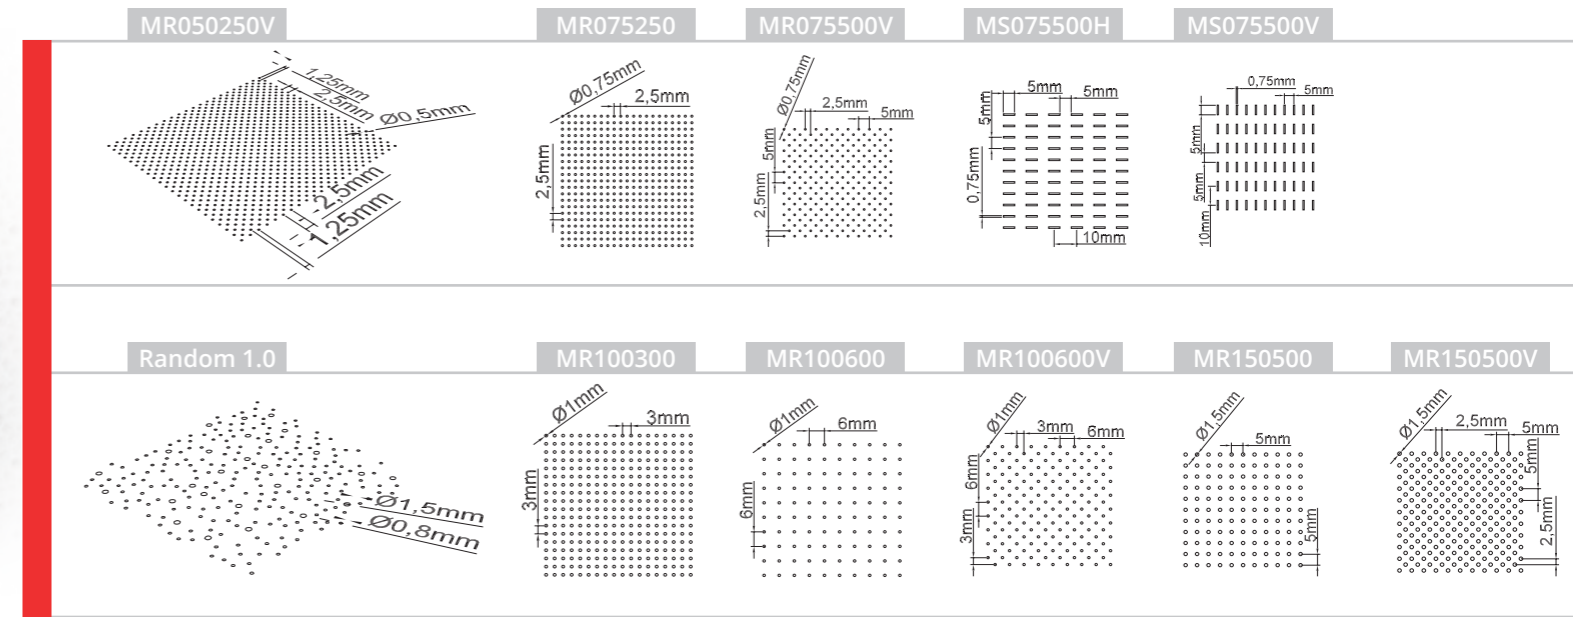 MR050250V
MR075250
MR075500V
MS075500H
MS075500V
1,25mm
2,5mm
Ø0,5mm
2,5mm
1,25mm
Ø0,75mm
2,5mm
2,5mm
Ø0,75mm
2,5mm
5mm
5mm
2,5mm
5mm
5mm
5mm
0,75mm
10mm
0,75mm
5mm
5mm
5mm
10mm
Random 1.0
MR100300
MR100600
MR100600V
MR150500
MR150500V
Ø1,5mm
Ø0,8mm
Ø1mm
3mm
3mm
Ø1mm
6mm
6mm
Ø1mm
3mm
6mm
6mm
3mm
Ø1,5mm
5mm
5mm
Ø1,5mm
2,5mm
5mm
5mm
2,5mm